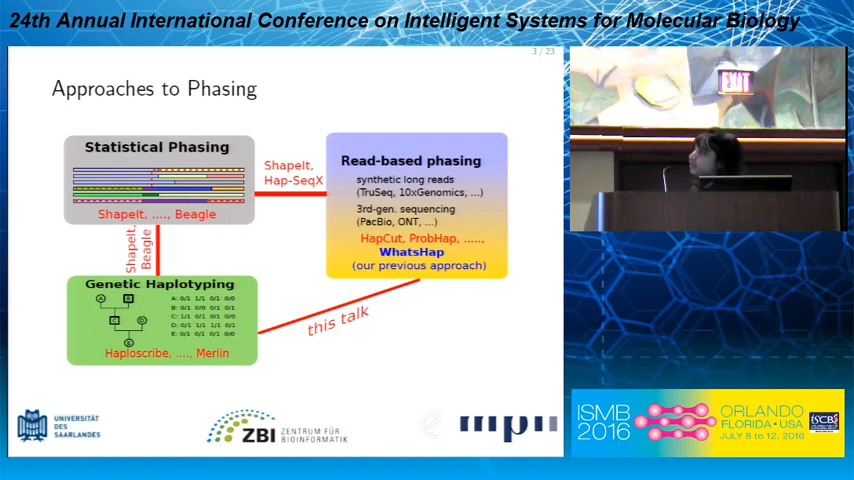 24th Annual International Conference on Intelligent Systems for Molecular Biology
3 / 23
Approaches to Phasing
Statistical Phasing
ShapeIt, ...., Beagle
ShapeIt,
Hap-SeqX
Read-based phasing
synthetic long reads
(TruSeq, 10xGenomics, ...)
3rd-gen. sequencing
(PacBio, ONT, ...)
HapCut, ProbHap, .....,
WhatsHap
(our previous approach)
ShapeIt,
Beagle
Genetic Haplotyping
A
B
C
D
E
A: 0/1 1/1 0/1 0/0
B: 0/1 0/0 0/1 0/1
C: 1/1 0/1 0/1 0/0
D: 0/1 1/1 1/1 0/1
E: 0/1 0/1 0/1 0/0
Haploscribe, ...., Merlin
this talk
UNIVERSITÄT
DES
SAARLANDES
ZBI ZENTRUM FÜR
BIOINFORMATIK
mpii
EXIT
ISMB
2016
ORLANDO
FLORIDA • USA
JULY 8 to 12, 2016
ISCB